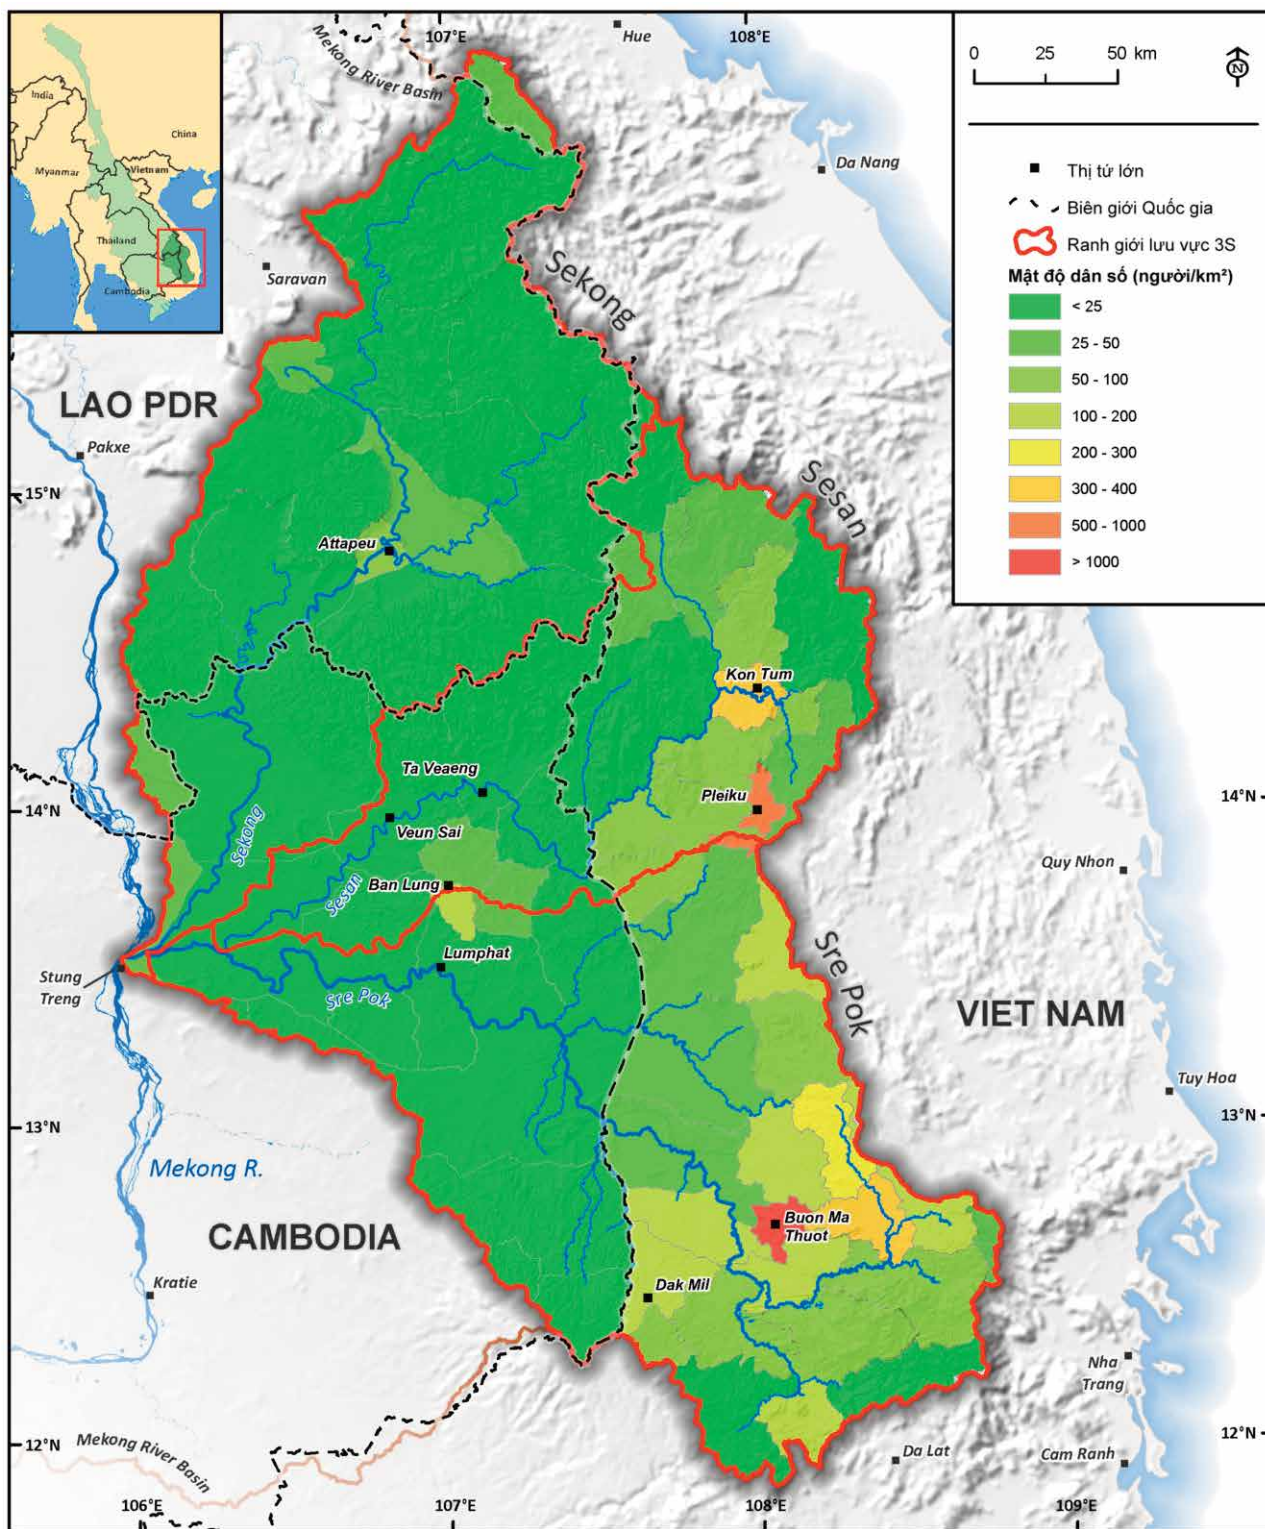 107°E
108°E
Hue
Mekong River Basin
0 25 50 km
N
India
China
Myanmar
Vietnam
Thailand
Cambodia
Da Nang
Thị tứ lớn
Biên giới Quốc gia
Ranh giới lưu vực 3S
Mật độ dân số (người/km²)
< 25
25 - 50
50 - 100
100 - 200
200 - 300
300 - 400
500 - 1000
> 1000
Saravan
Sekong
LAO PDR
Pakxe
15°N
Sesan
Attapeu
Kon Tum
Ta Veaeng
Pleiku
14°N
14°N
Veun Sai
Sekong
Quy Nhon
Ban Lung
Sesan
Lumphat
Stung
Treng
Sre Pok
Sre Pok
VIET NAM
Tuy Hoa
13°N
13°N
Mekong R.
CAMBODIA
Buon Ma
Thuot
Kratie
Dak Mil
Nha
Trang
12°N
12°N
Mekong River Basin
Da Lat
Cam Ranh
106°E
107°E
108°E
109°E